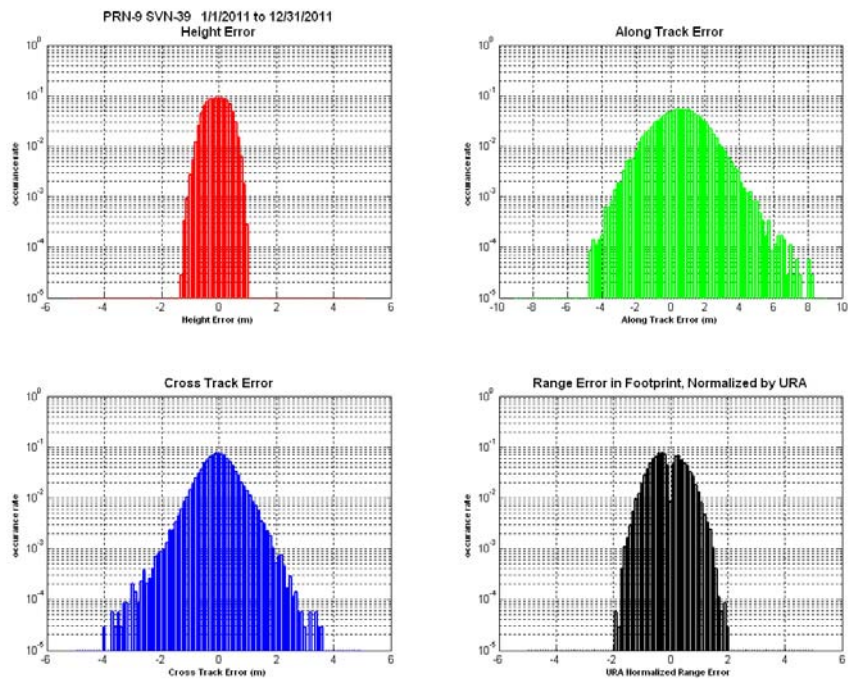 PRN-9 SVN-39 1/1/2011 to 12/31/2011
Height Error
10^0
10^-1
10^-2
10^-3
10^-4
10^-5
occurance rate
-6 -4 -2 0 2 4 6
Height Error (m)
Along Track Error
10^0
10^-1
10^-2
10^-3
10^-4
10^-5
occurance rate
-10 -8 -6 -4 -2 0 2 4 6 8 10
Along Track Error (m)
Cross Track Error
10^0
10^-1
10^-2
10^-3
10^-4
10^-5
occurance rate
-6 -4 -2 0 2 4 6
Cross Track Error (m)
Range Error in Footprint, Normalized by URA
10^0
10^-1
10^-2
10^-3
10^-4
10^-5
occurance rate
-6 -4 -2 0 2 4 6
URA Normalized Range Error